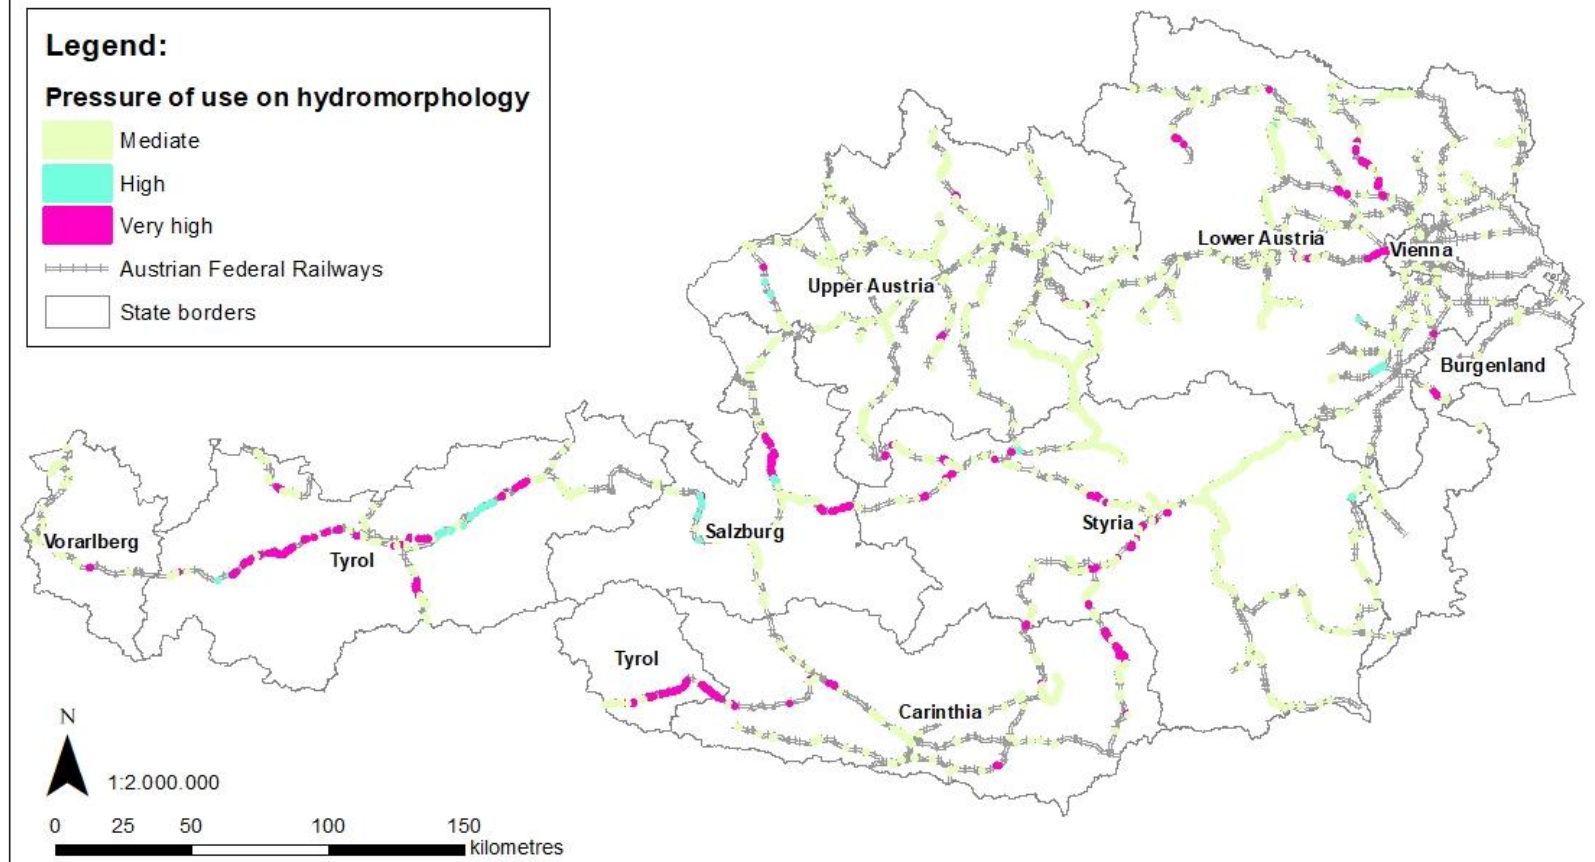 Legend:
Pressure of use on hydromorphology
Mediate
High
Very high
Austrian Federal Railways
State borders
Lower Austria
Vienna
Upper Austria
Burgenland
Vorarlberg
Tyrol
Salzburg
Styria
Tyrol
Carinthia
N
1:2.000.000
0 25 50 100 150
kilometres